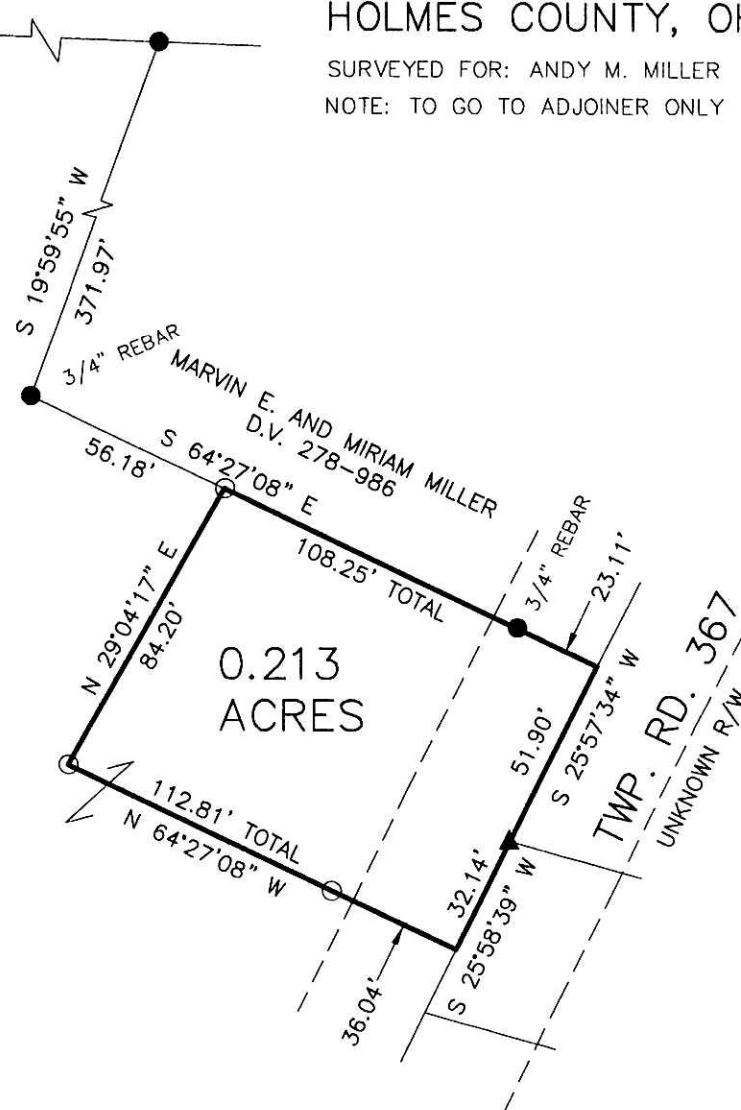 HOLMES COUNTY, OH
SURVEYED FOR: ANDY M. MILLER
NOTE: TO GO TO ADJOINER ONLY
S 19°59'55" W
371.97'
3/4" REBAR
MARVIN E. AND MIRIAM MILLER
D.V. 278-986
56.18'
S 64°27'08" E
108.25' TOTAL
3/4" REBAR
23.11'
N 29°04'17" E
84.20'
0.213
ACRES
51.90'
S 25°57'34" W
TWP. RD. 367
UNKNOWN R/W
112.81' TOTAL
N 64°27'08" W
32.14'
S 25°58'39" W
36.04'